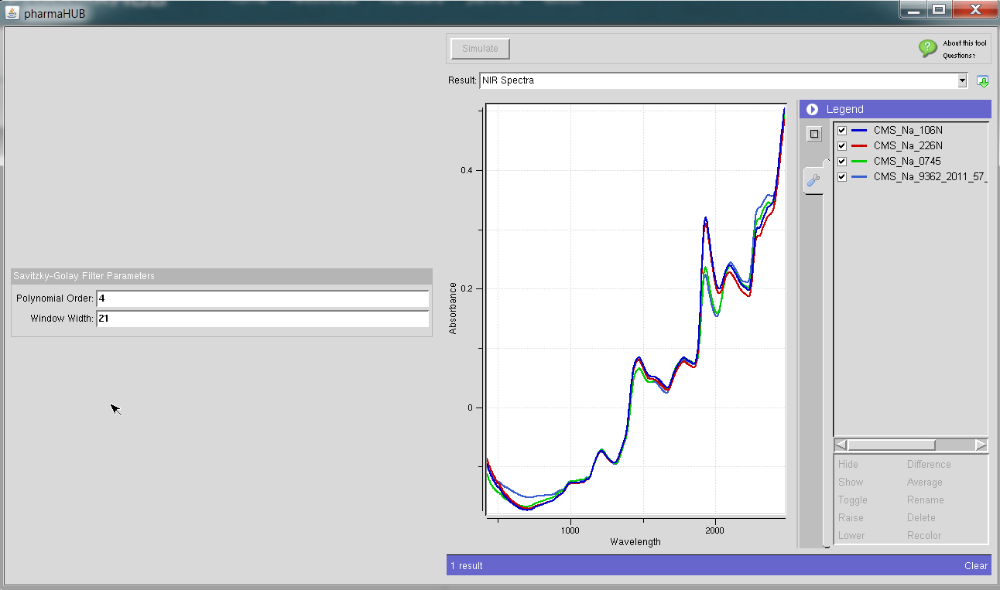 pharmaHUB
Simulate
About this tool
Questions?
Result: NIR Spectra
Savitzky-Golay Filter Parameters
Polynomial Order: 4
Window Width: 21
Absorbance
0.4
0.2
0
1000 2000
Wavelength
Legend
CMS_Na_106N
CMS_Na_226N
CMS_Na_0745
CMS_Na_9362_2011_57_
Hide Difference
Show Average
Toggle Rename
Raise Delete
Lower Recolor
1 result Clear